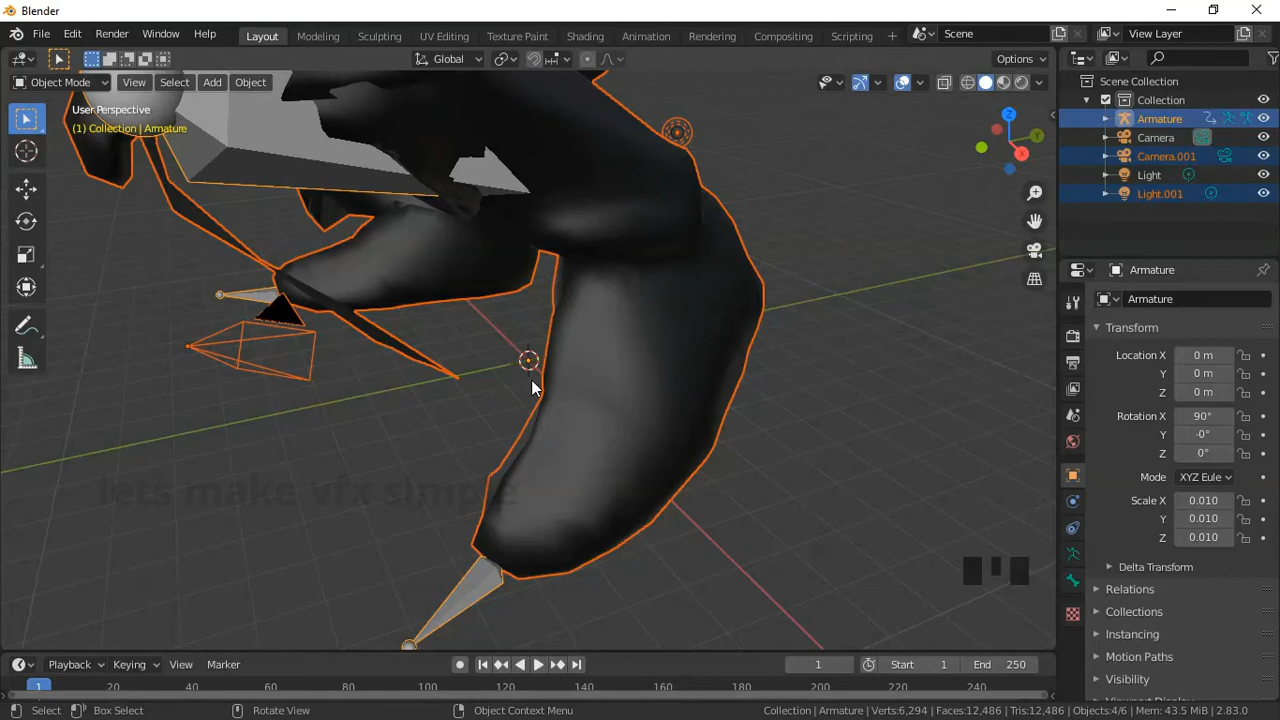 Blender
File Edit Render Window Help Layout Modeling Sculpting UV Editing Texture Paint Shading Animation Rendering Compositing Scripting + Scene View Layer
Global Options
Object Mode View Select Add Object
User Perspective
(1) Collection | Armature
Z
Y
X
lets make vfx simple
Scene Collection
Collection
Armature
Camera
Camera.001
Light
Light.001
Armature
Armature
Transform
Location X 0 m
Y 0 m
Z 0 m
Rotation X 90°
Y -0°
Z 0°
Mode XYZ Eule
Scale X 0.010
Y 0.010
Z 0.010
Delta Transform
Relations
Collections
Instancing
Motion Paths
Visibility
Viewport Display
Playback Keying View Marker 1 Start 1 End 250
1 20 40 60 80 100 120 140 160 180 200 220 240
Select Box Select Rotate View Object Context Menu Collection | Armature | Verts:6,294 | Faces:12,486 | Tris:12,486 | Objects:4/6 | Mem: 43.5 MiB | 2.83.0